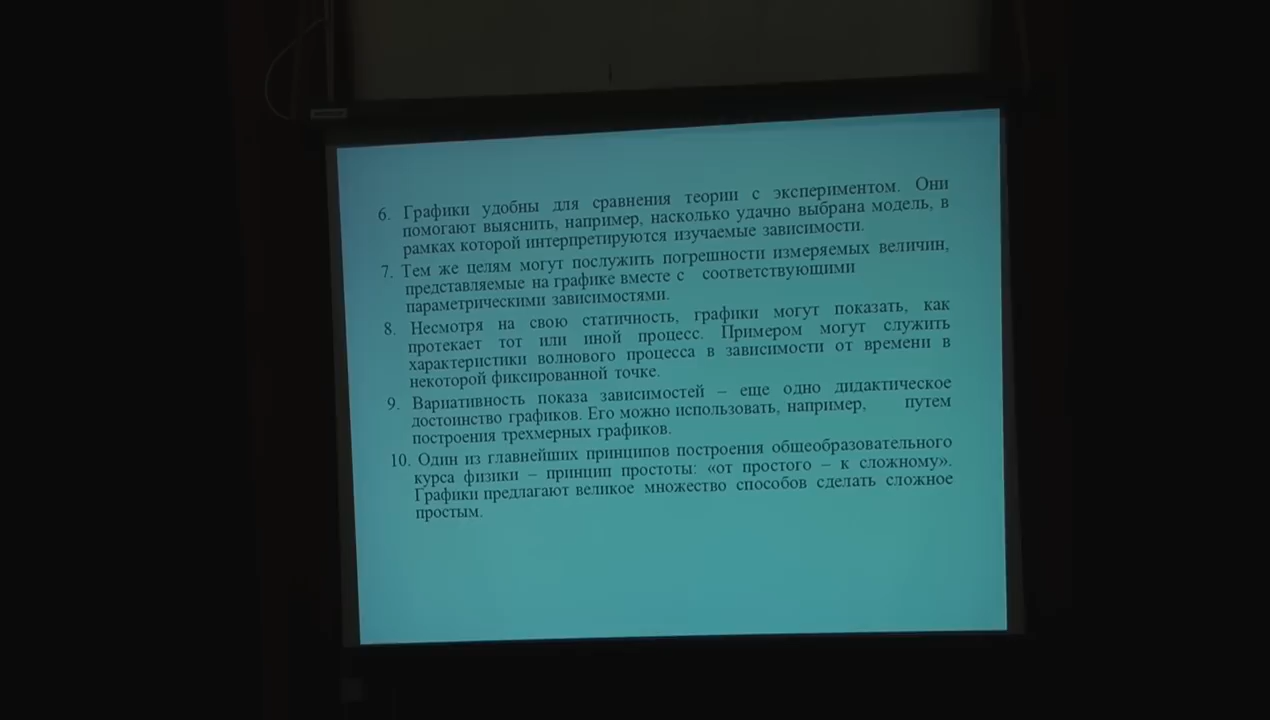 6. Графики удобны для сравнения теории с экспериментом. Они
помогают выяснить, например, насколько удачно выбрана модель, в
рамках которой интерпретируются изучаемые зависимости.
7. Тем же целям могут послужить погрешности измеряемых величин,
представляемые на графике вместе с соответствующими
параметрическими зависимостями.
8. Несмотря на свою статичность, графики могут показать, как
протекает тот или иной процесс. Примером могут служить
характеристики волнового процесса в зависимости от времени в
некоторой фиксированной точке.
9. Вариативность показа зависимостей – еще одно дидактическое
достоинство графиков. Его можно использовать, например, путем
построения трехмерных графиков.
10. Один из главнейших принципов построения общеобразовательного
курса физики – принцип простоты: «от простого – к сложному».
Графики предлагают великое множество способов сделать сложное
простым.